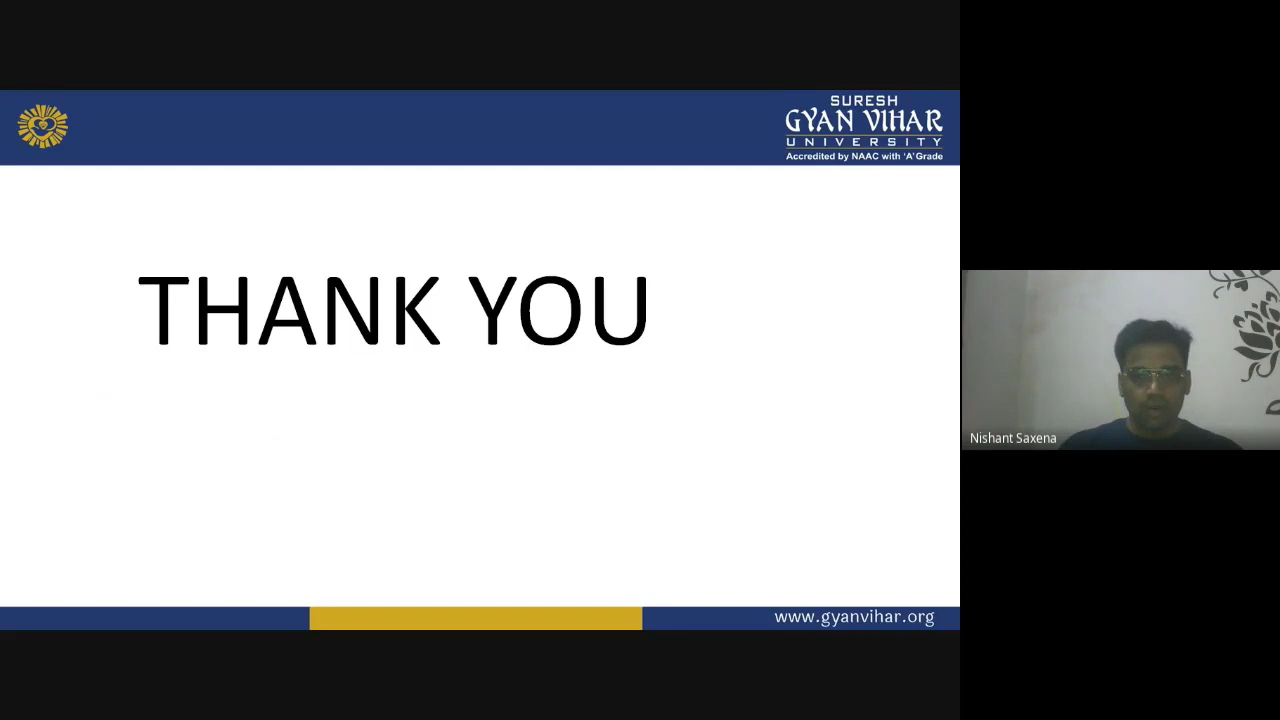 SURESH
GYAN VIHAR
UNIVERSITY
Accredited by NAAC with 'A' Grade
THANK YOU
Nishant Saxena
www.gyanvihar.org